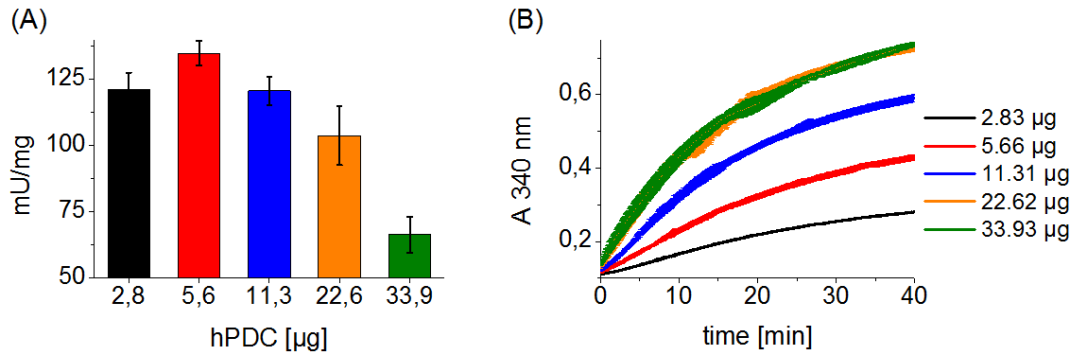 (A)
mU/mg
125
100
75
50
2,8 5,6 11,3 22,6 33,9
hPDC [µg]
(B)
A 340 nm
0,6
0,4
0,2
0 10 20 30 40
time [min]
2.83 µg
5.66 µg
11.31 µg
22.62 µg
33.93 µg